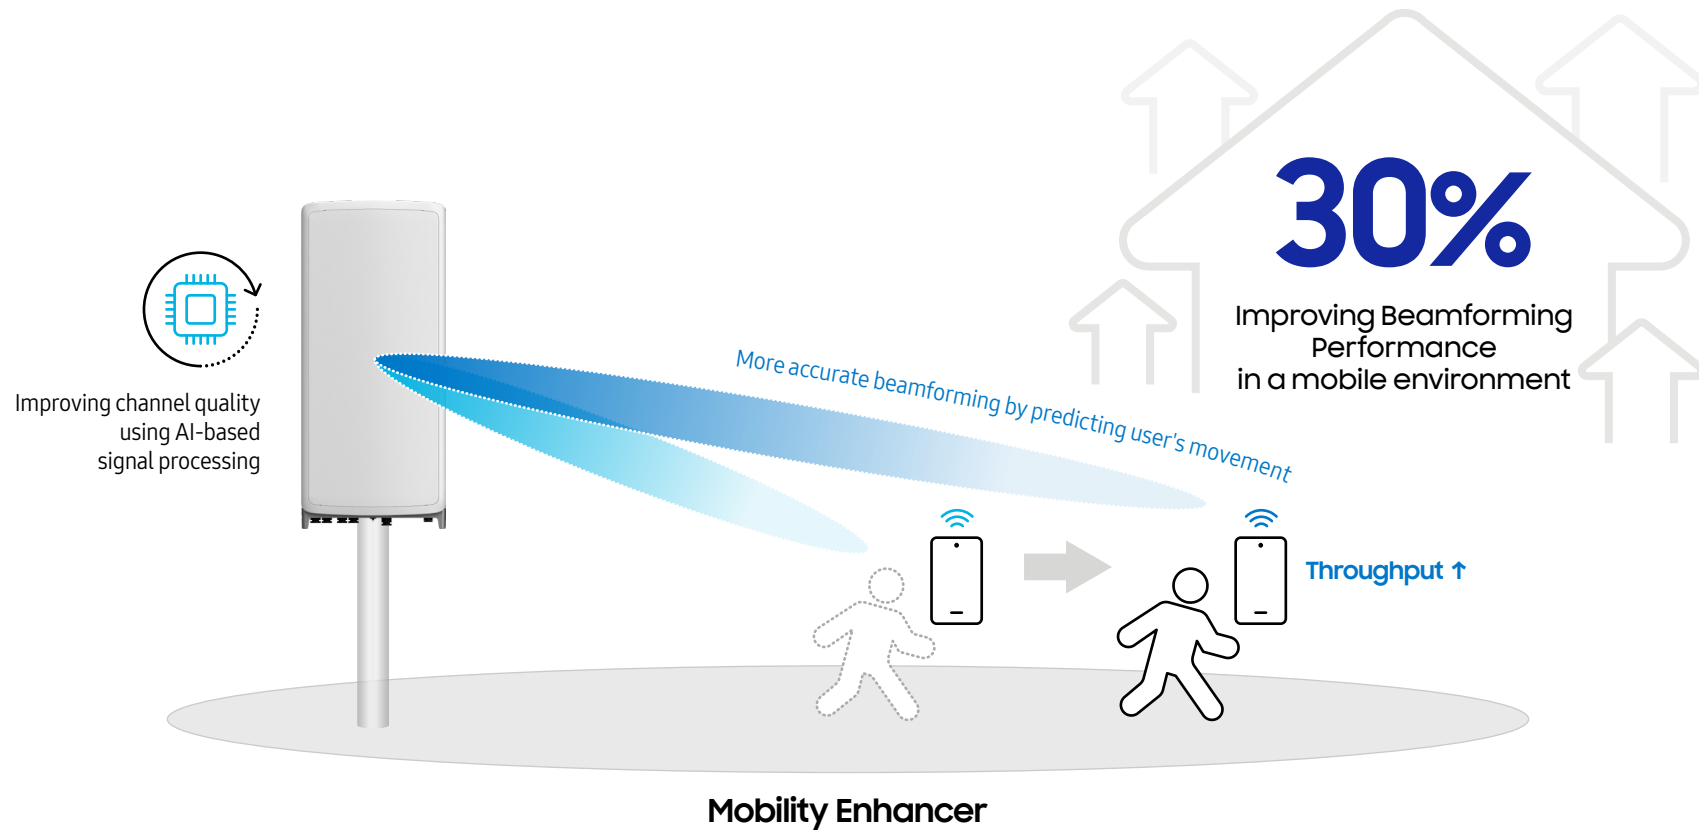 30%
Improving Beamforming
Performance
in a mobile environment
More accurate beamforming by predicting user's movement
Improving channel quality
using AI-based
signal processing
Throughput ↑
Mobility Enhancer